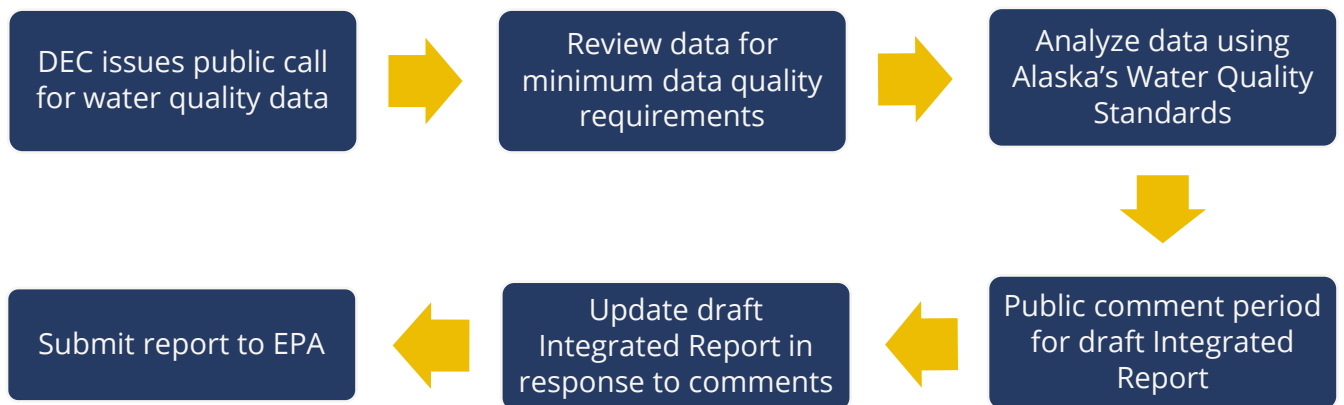 DEC issues public call
for water quality data
Review data for
minimum data quality
requirements
Analyze data using
Alaska’s Water Quality
Standards
Public comment period
for draft Integrated
Report
Update draft
Integrated Report in
response to comments
Submit report to EPA